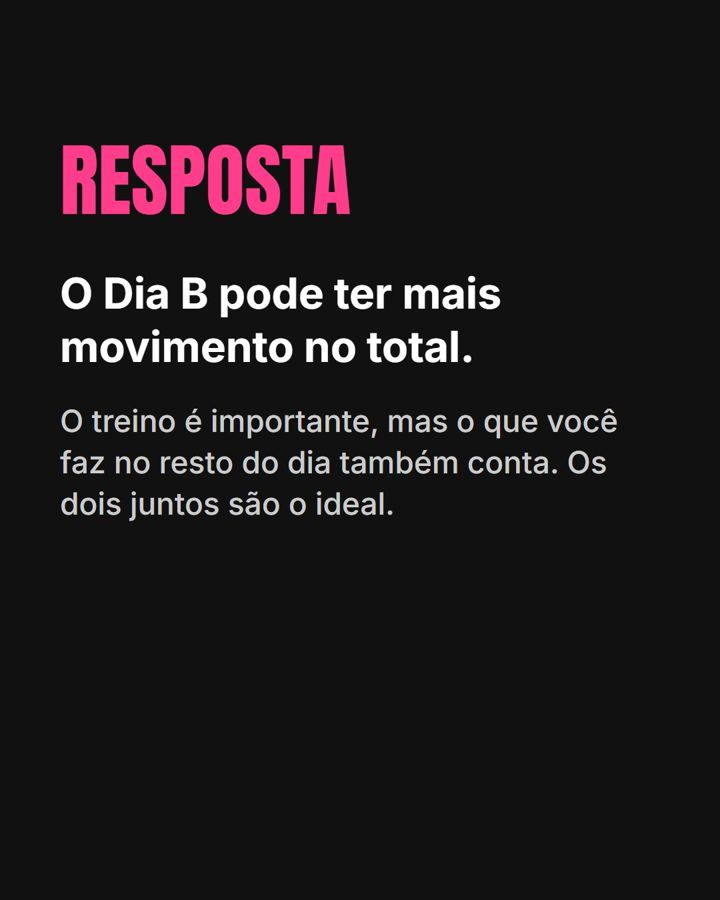 RESPOSTA
O Dia B pode ter mais
movimento no total.
O treino é importante, mas o que você
faz no resto do dia também conta. Os
dois juntos são o ideal.